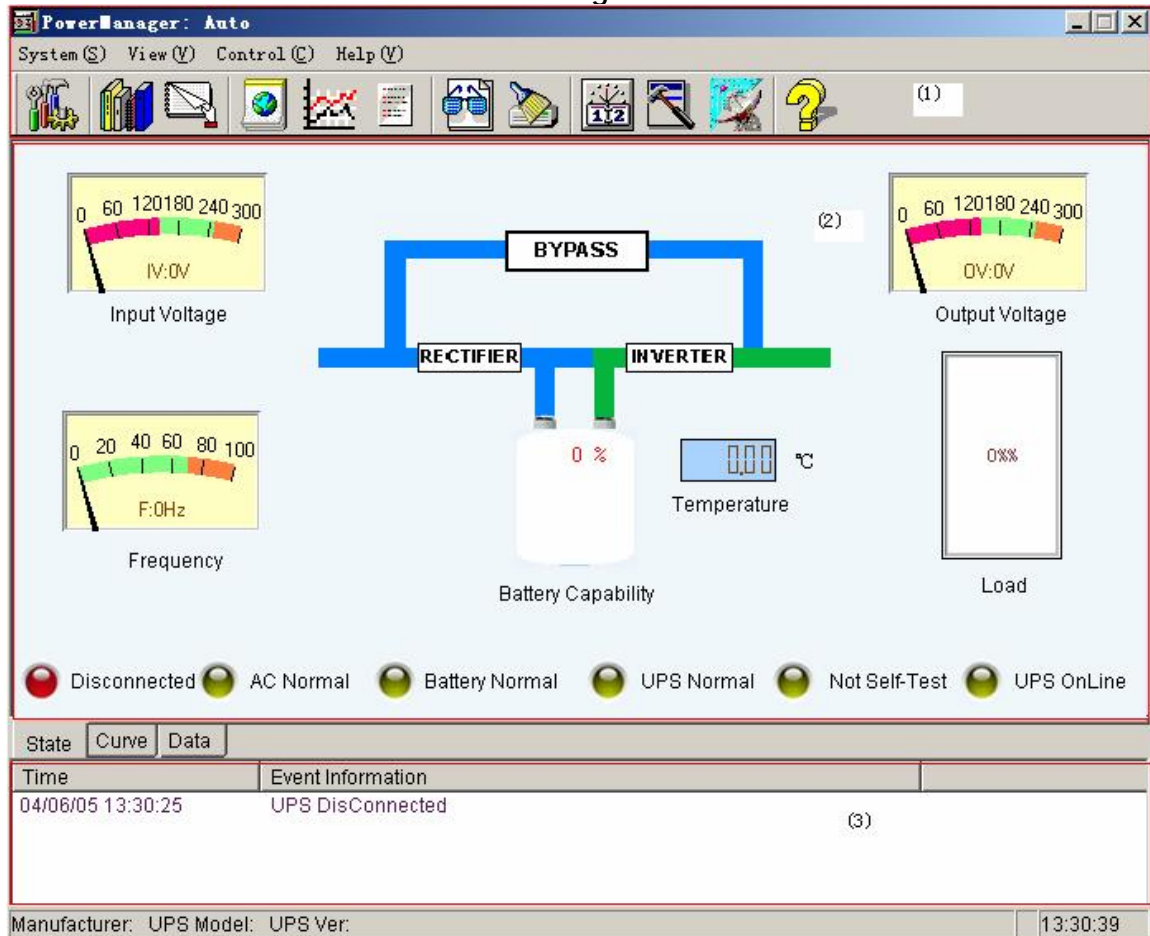 PowerManager: Auto
System(S) View(V) Control(C) Help(V)
(1)
0 60 120 180 240 300
IV:0V
Input Voltage
(2)
BYPASS
0 60 120 180 240 300
OV:0V
Output Voltage
RECTIFIER
INVERTER
0 20 40 60 80 100
F:0Hz
Frequency
0 %
Battery Capability
0.00 °C
Temperature
0%%
Load
Disconnected
AC Normal
Battery Normal
UPS Normal
Not Self-Test
UPS OnLine
State Curve Data
Time Event Information
04/06/05 13:30:25 UPS DisConnected
(3)
Manufacturer: UPS Model: UPS Ver: 13:30:39